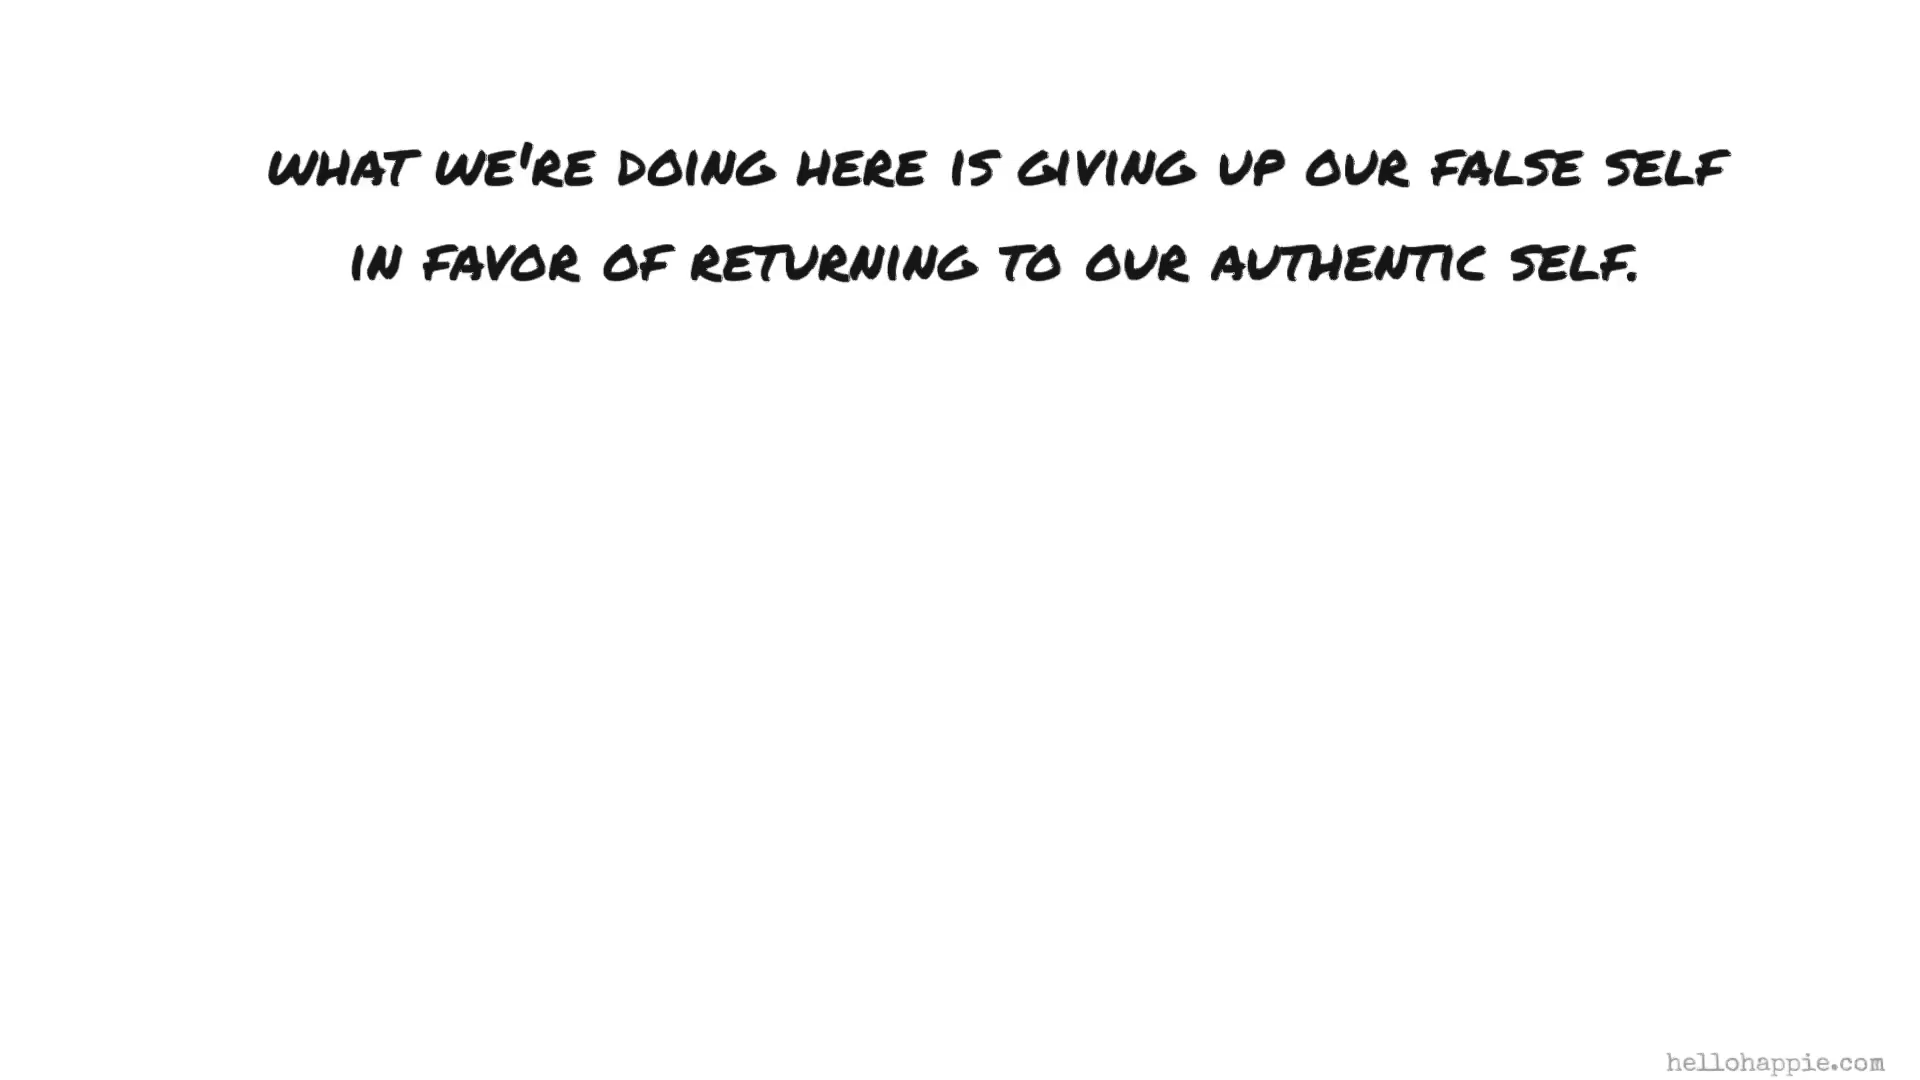 WHAT WE'RE DOING HERE IS GIVING UP OUR FALSE SELF
IN FAVOR OF RETURNING TO OUR AUTHENTIC SELF.
hellohappie.com